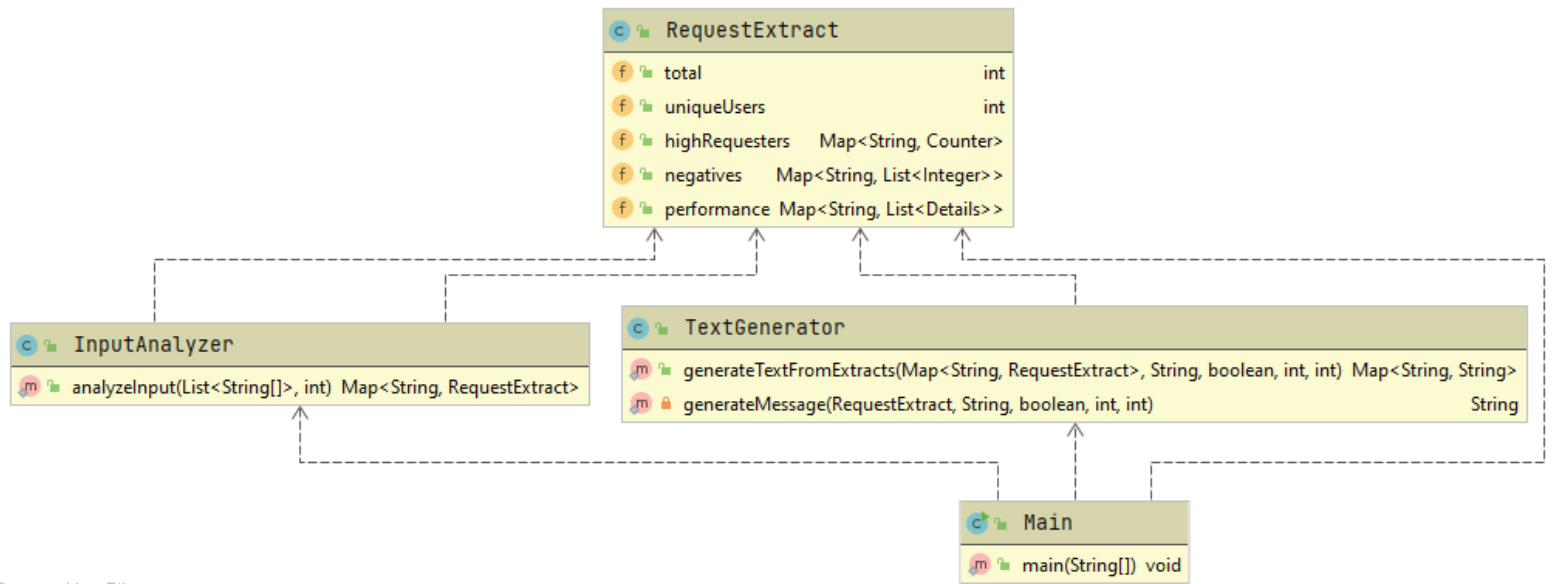 RequestExtract
total int
uniqueUsers int
highRequesters Map<String, Counter>
negatives Map<String, List<Integer>>
performance Map<String, List<Details>>
InputAnalyzer
analyzeInput(List<String[]>, int) Map<String, RequestExtract>
TextGenerator
generateTextFromExtracts(Map<String, RequestExtract>, String, boolean, int, int) Map<String, String>
generateMessage(RequestExtract, String, boolean, int, int) String
Main
main(String[]) void